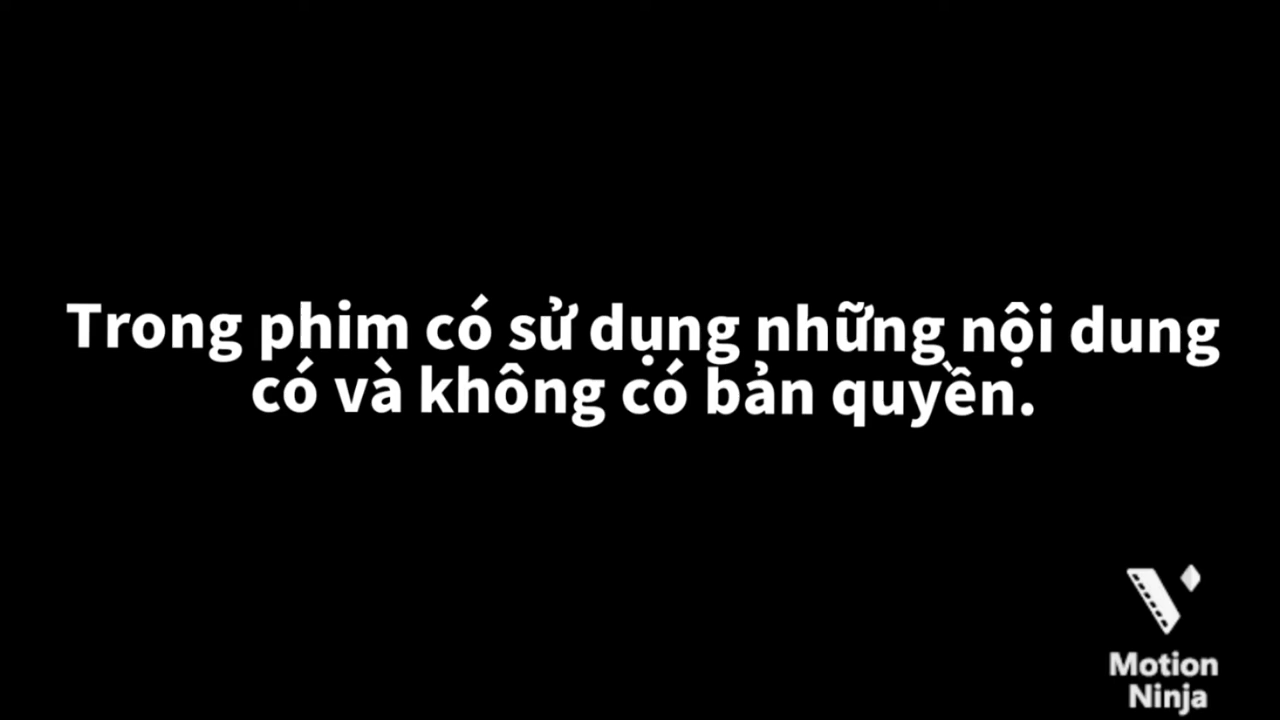 Trong phim có sử dụng những nội dung
có và không có bản quyền.
Motion
Ninja